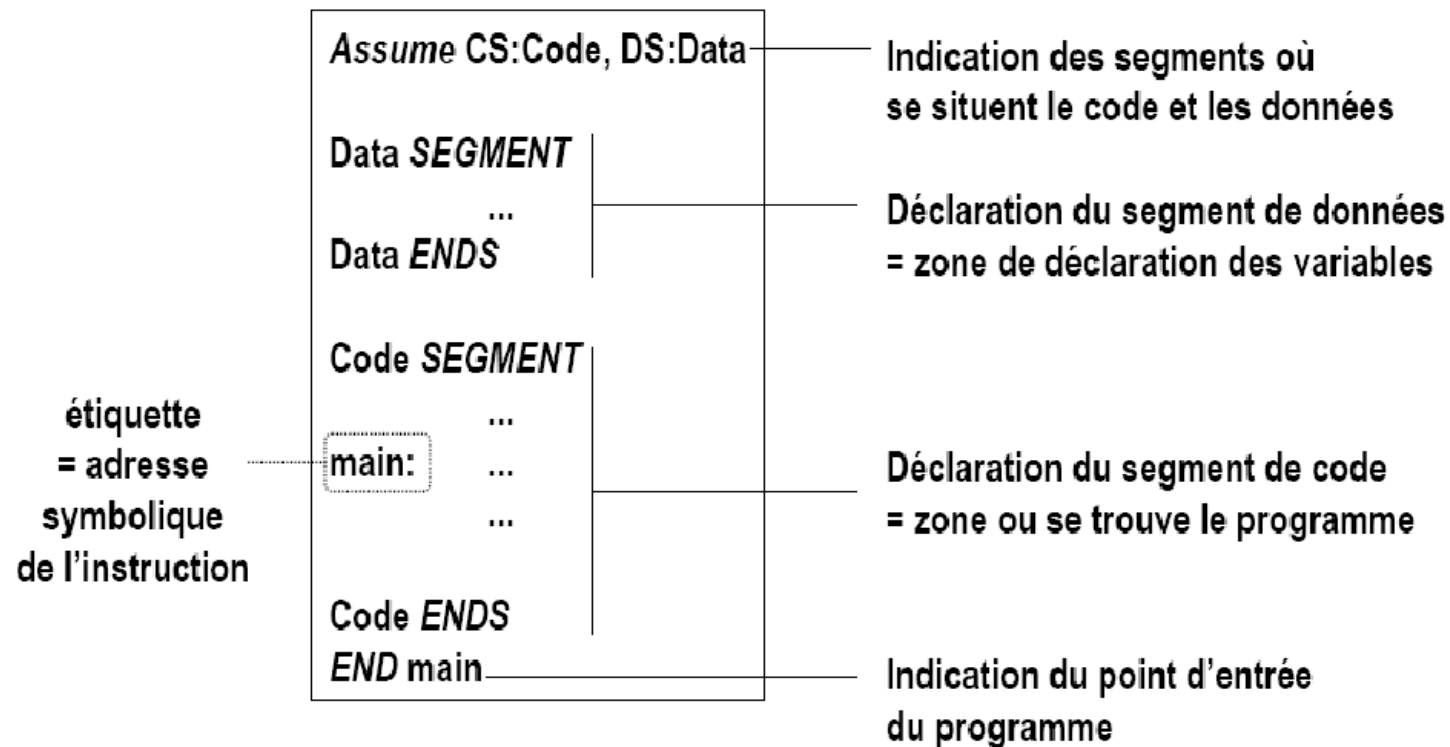 Assume CS:Code, DS:Data
Indication des segments où
se situent le code et les données
Data SEGMENT
...
Data ENDS
Déclaration du segment de données
= zone de déclaration des variables
Code SEGMENT
...
main: ...
...
étiquette
= adresse
symbolique
de l'instruction
Déclaration du segment de code
= zone ou se trouve le programme
Code ENDS
END main
Indication du point d'entrée
du programme